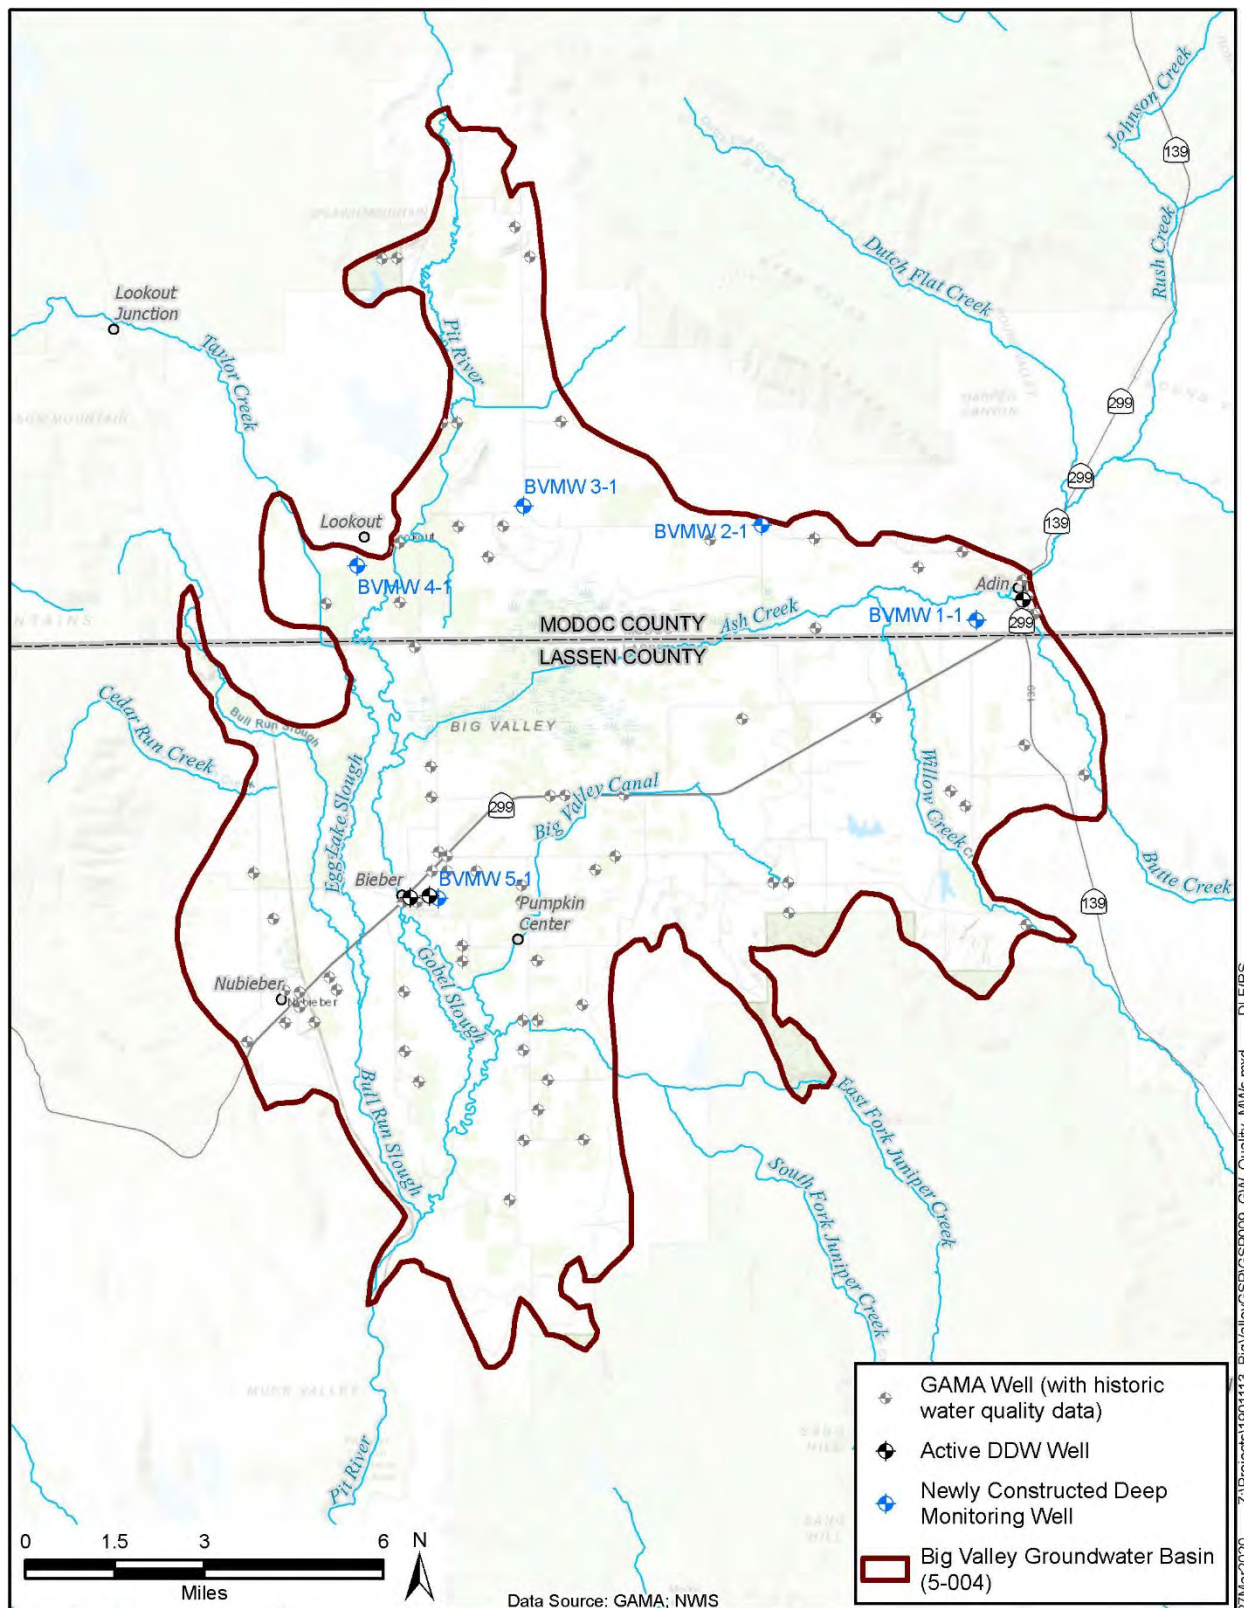 Johnson Creek
139
Rush Creek
Dutch Flat Creek
Lookout
Junction
Taylor Creek
Pit River
299
299
139
BVMW 3-1
BVMW 2-1
Lookout
BVMW 4-1
Adin
BVMW 1-1
299
Ash Creek
MODOC COUNTY
LASSEN COUNTY
139
BIG VALLEY
Bull Run Slough
Cedar Run Creek
Egg Lake Slough
Big Valley Canal
299
Willow Creek
Butte Creek
139
Bieber
BVMW 5-1
Pumpkin
Center
Gobel Slough
Nubieber
Nubieber
Bull Run Slough
East Fork Juniper Creek
South Fork Juniper Creek
MUCK VALLEY
Pit River
GAMA Well (with historic
water quality data)
Active DDW Well
Newly Constructed Deep
Monitoring Well
Big Valley Groundwater Basin
(5-004)
0 1.5 3 6
Miles
N
Data Source: GAMA; NWIS